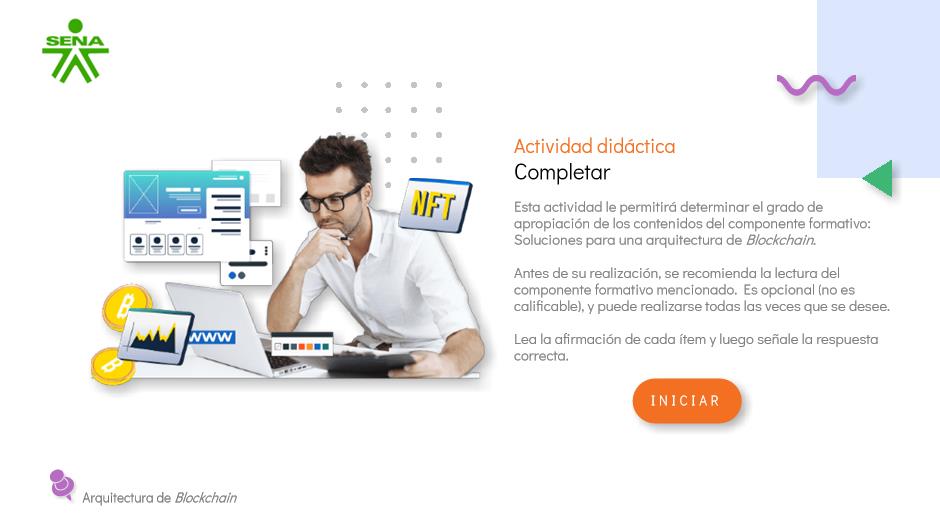 SENA
Actividad didáctica
Completar
NFT
Esta actividad le permitirá determinar el grado de
apropiación de los contenidos del componente formativo:
Soluciones para una arquitectura de Blockchain.
Antes de su realización, se recomienda la lectura del
componente formativo mencionado. Es opcional (no es
calificable), y puede realizarse todas las veces que se desee.
Lea la afirmación de cada ítem y luego señale la respuesta
correcta.
WWW
INICIAR
Arquitectura de Blockchain